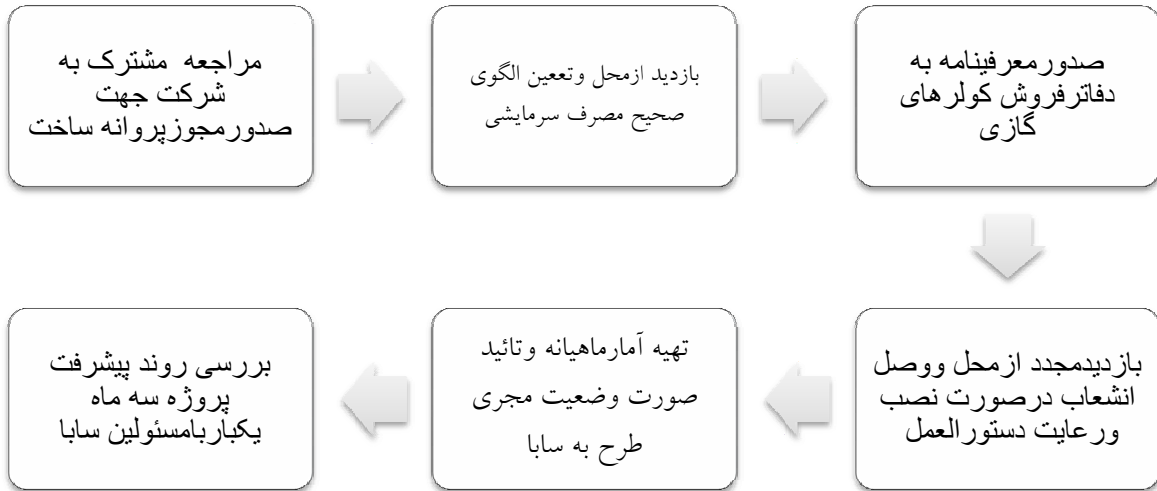 مراجعه مشترک به
شرکت جهت
صدورمجوزپروانه ساخت
بازدید ازمحل وتععین الگوی
صحیح مصرف سرمایشی
صدورمعرفینامه به
دفاترفروش کولرهای
گازی
بازدیدمجدد ازمحل ووصل
انشعاب درصورت نصب
ورعایت دستورالعمل
تهیه آمارماهیانه وتائید
صورت وضعیت مجری
طرح به سابا
بررسی روند پیشرفت
پروژه سه ماه
یکباربامسئولین سابا